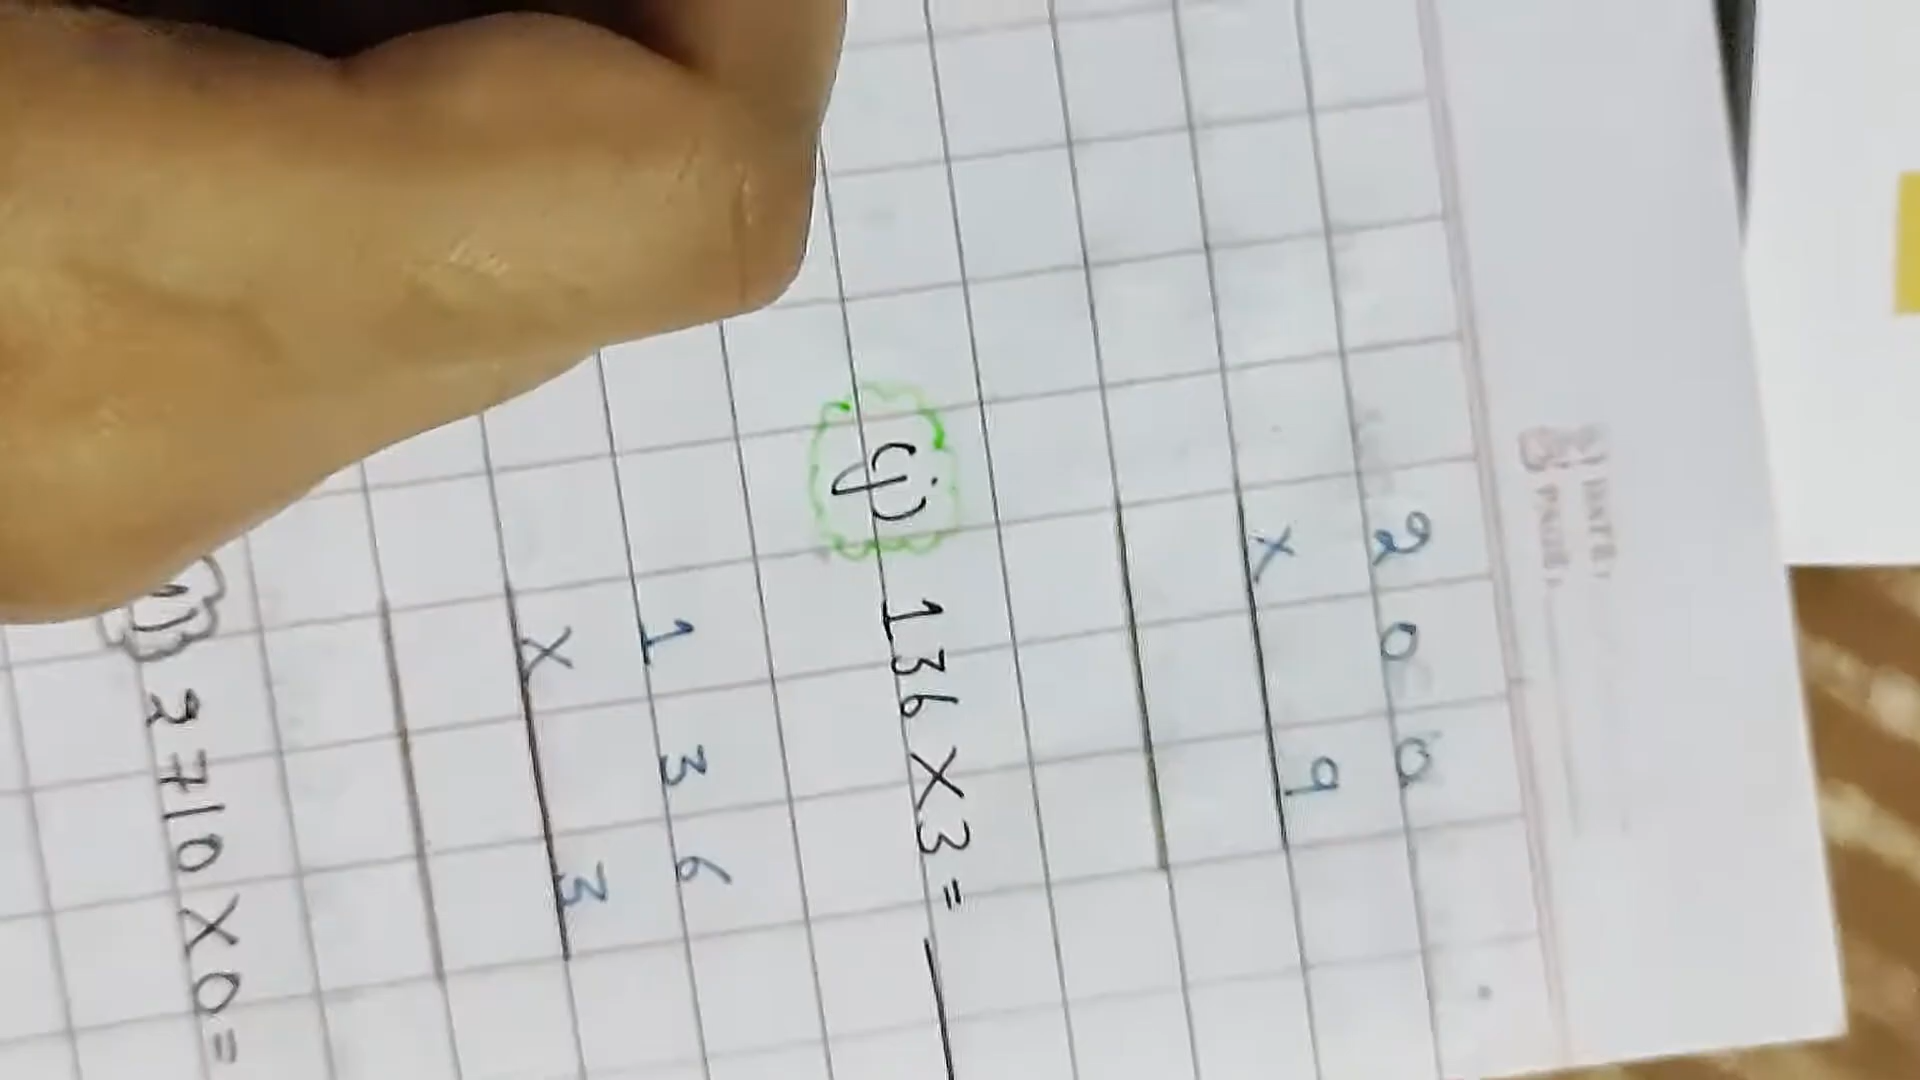 DATE:
PAGE:
2 0 0
x 9
(j) 136 X 3 =
1 3 6
X 3
2710 X 0 =